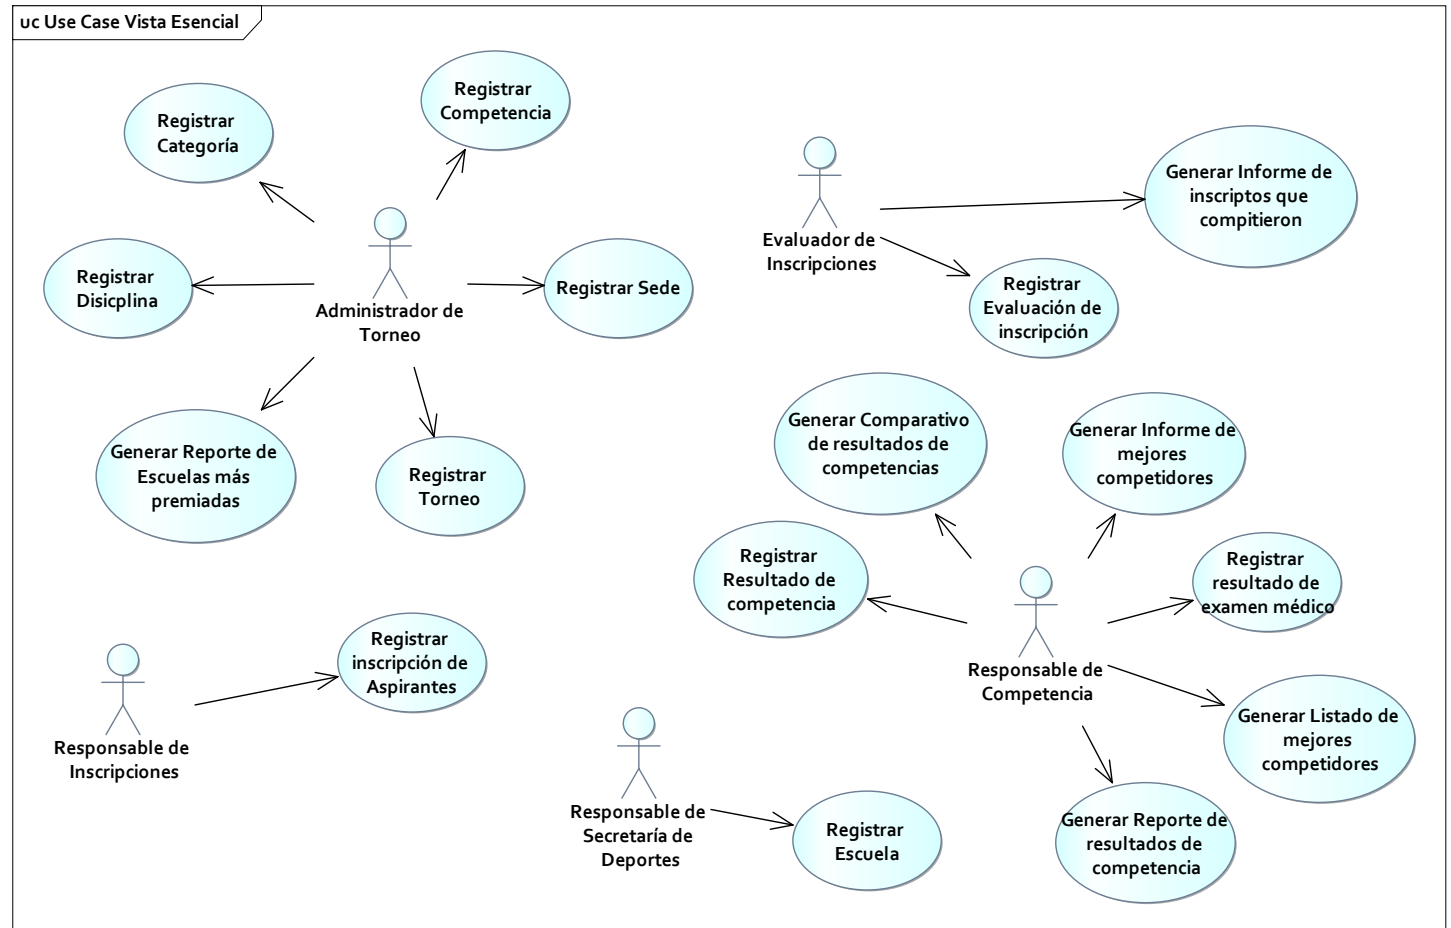 uc Use Case Vista Esencial
Registrar
Categoría
Registrar
Competencia
Registrar
Disicplina
Administrador de
Torneo
Registrar Sede
Generar Reporte de
Escuelas más
premiadas
Registrar
Torneo
Evaluador de
Inscripciones
Generar Informe de
inscriptos que
compitieron
Registrar
Evaluación de
inscripción
Generar Comparativo
de resultados de
competencias
Generar Informe de
mejores
competidores
Registrar
Resultado de
competencia
Registrar
resultado de
examen médico
Responsable de
Competencia
Generar Listado de
mejores
competidores
Generar Reporte de
resultados de
competencia
Responsable de
Inscripciones
Registrar
inscripción de
Aspirantes
Responsable de
Secretaría de
Deportes
Registrar
Escuela